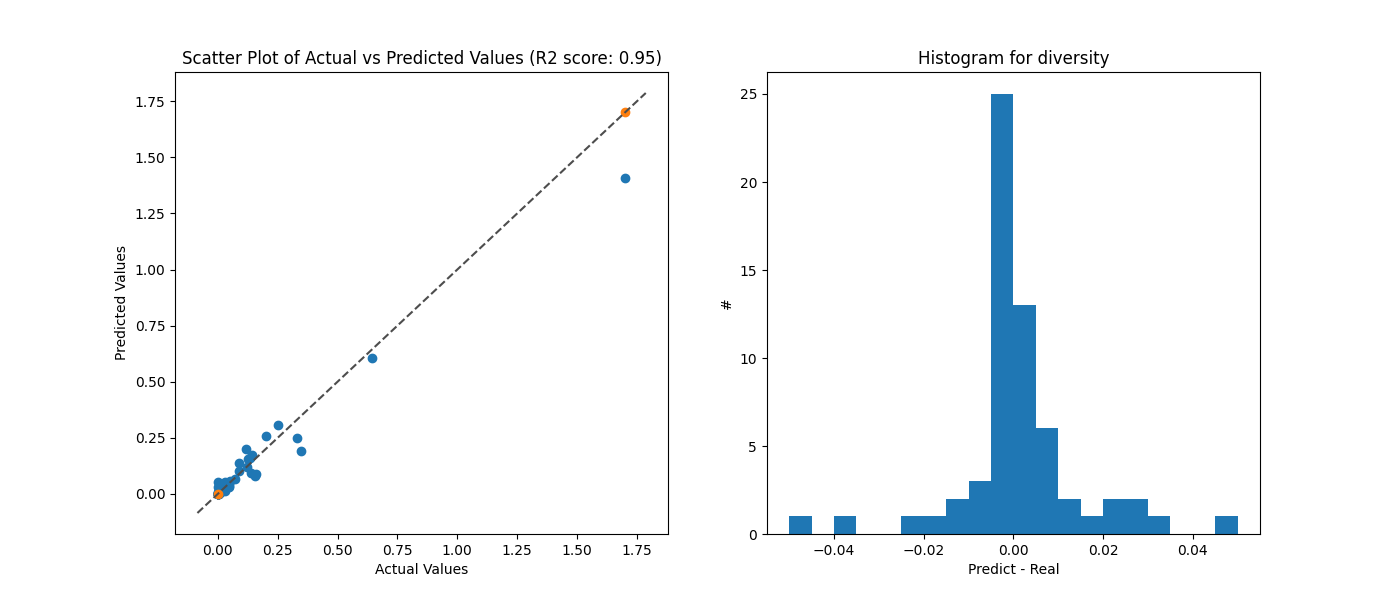 Scatter Plot of Actual vs Predicted Values (R2 score: 0.95)
1.75
1.50
1.25
1.00
0.75
0.50
0.25
0.00
Predicted Values
0.00 0.25 0.50 0.75 1.00 1.25 1.50 1.75
Actual Values
Histogram for diversity
25
20
15
10
5
0
#
−0.04 −0.02 0.00 0.02 0.04
Predict - Real